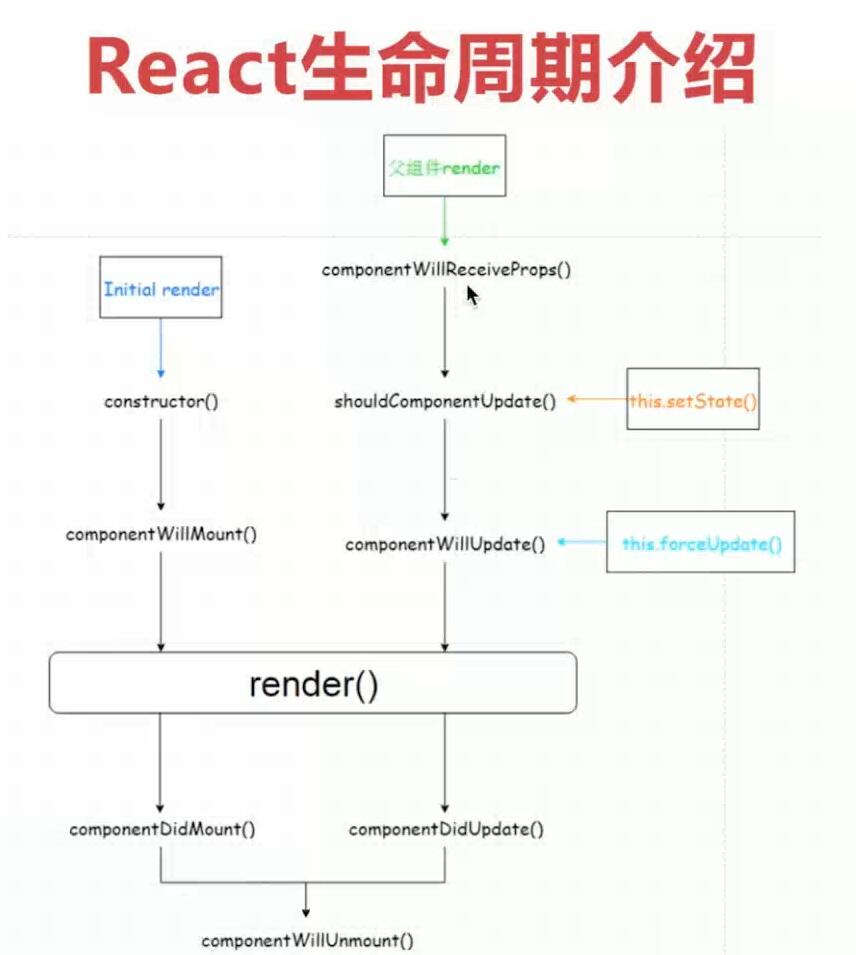 React生命周期介绍
父组件render
componentWillReceiveProps()
Initial render
constructor()
shouldComponentUpdate()
this.setState()
componentWillMount()
componentWillUpdate()
this.forceUpdate()
render()
componentDidMount()
componentDidUpdate()
componentWillUnmount()